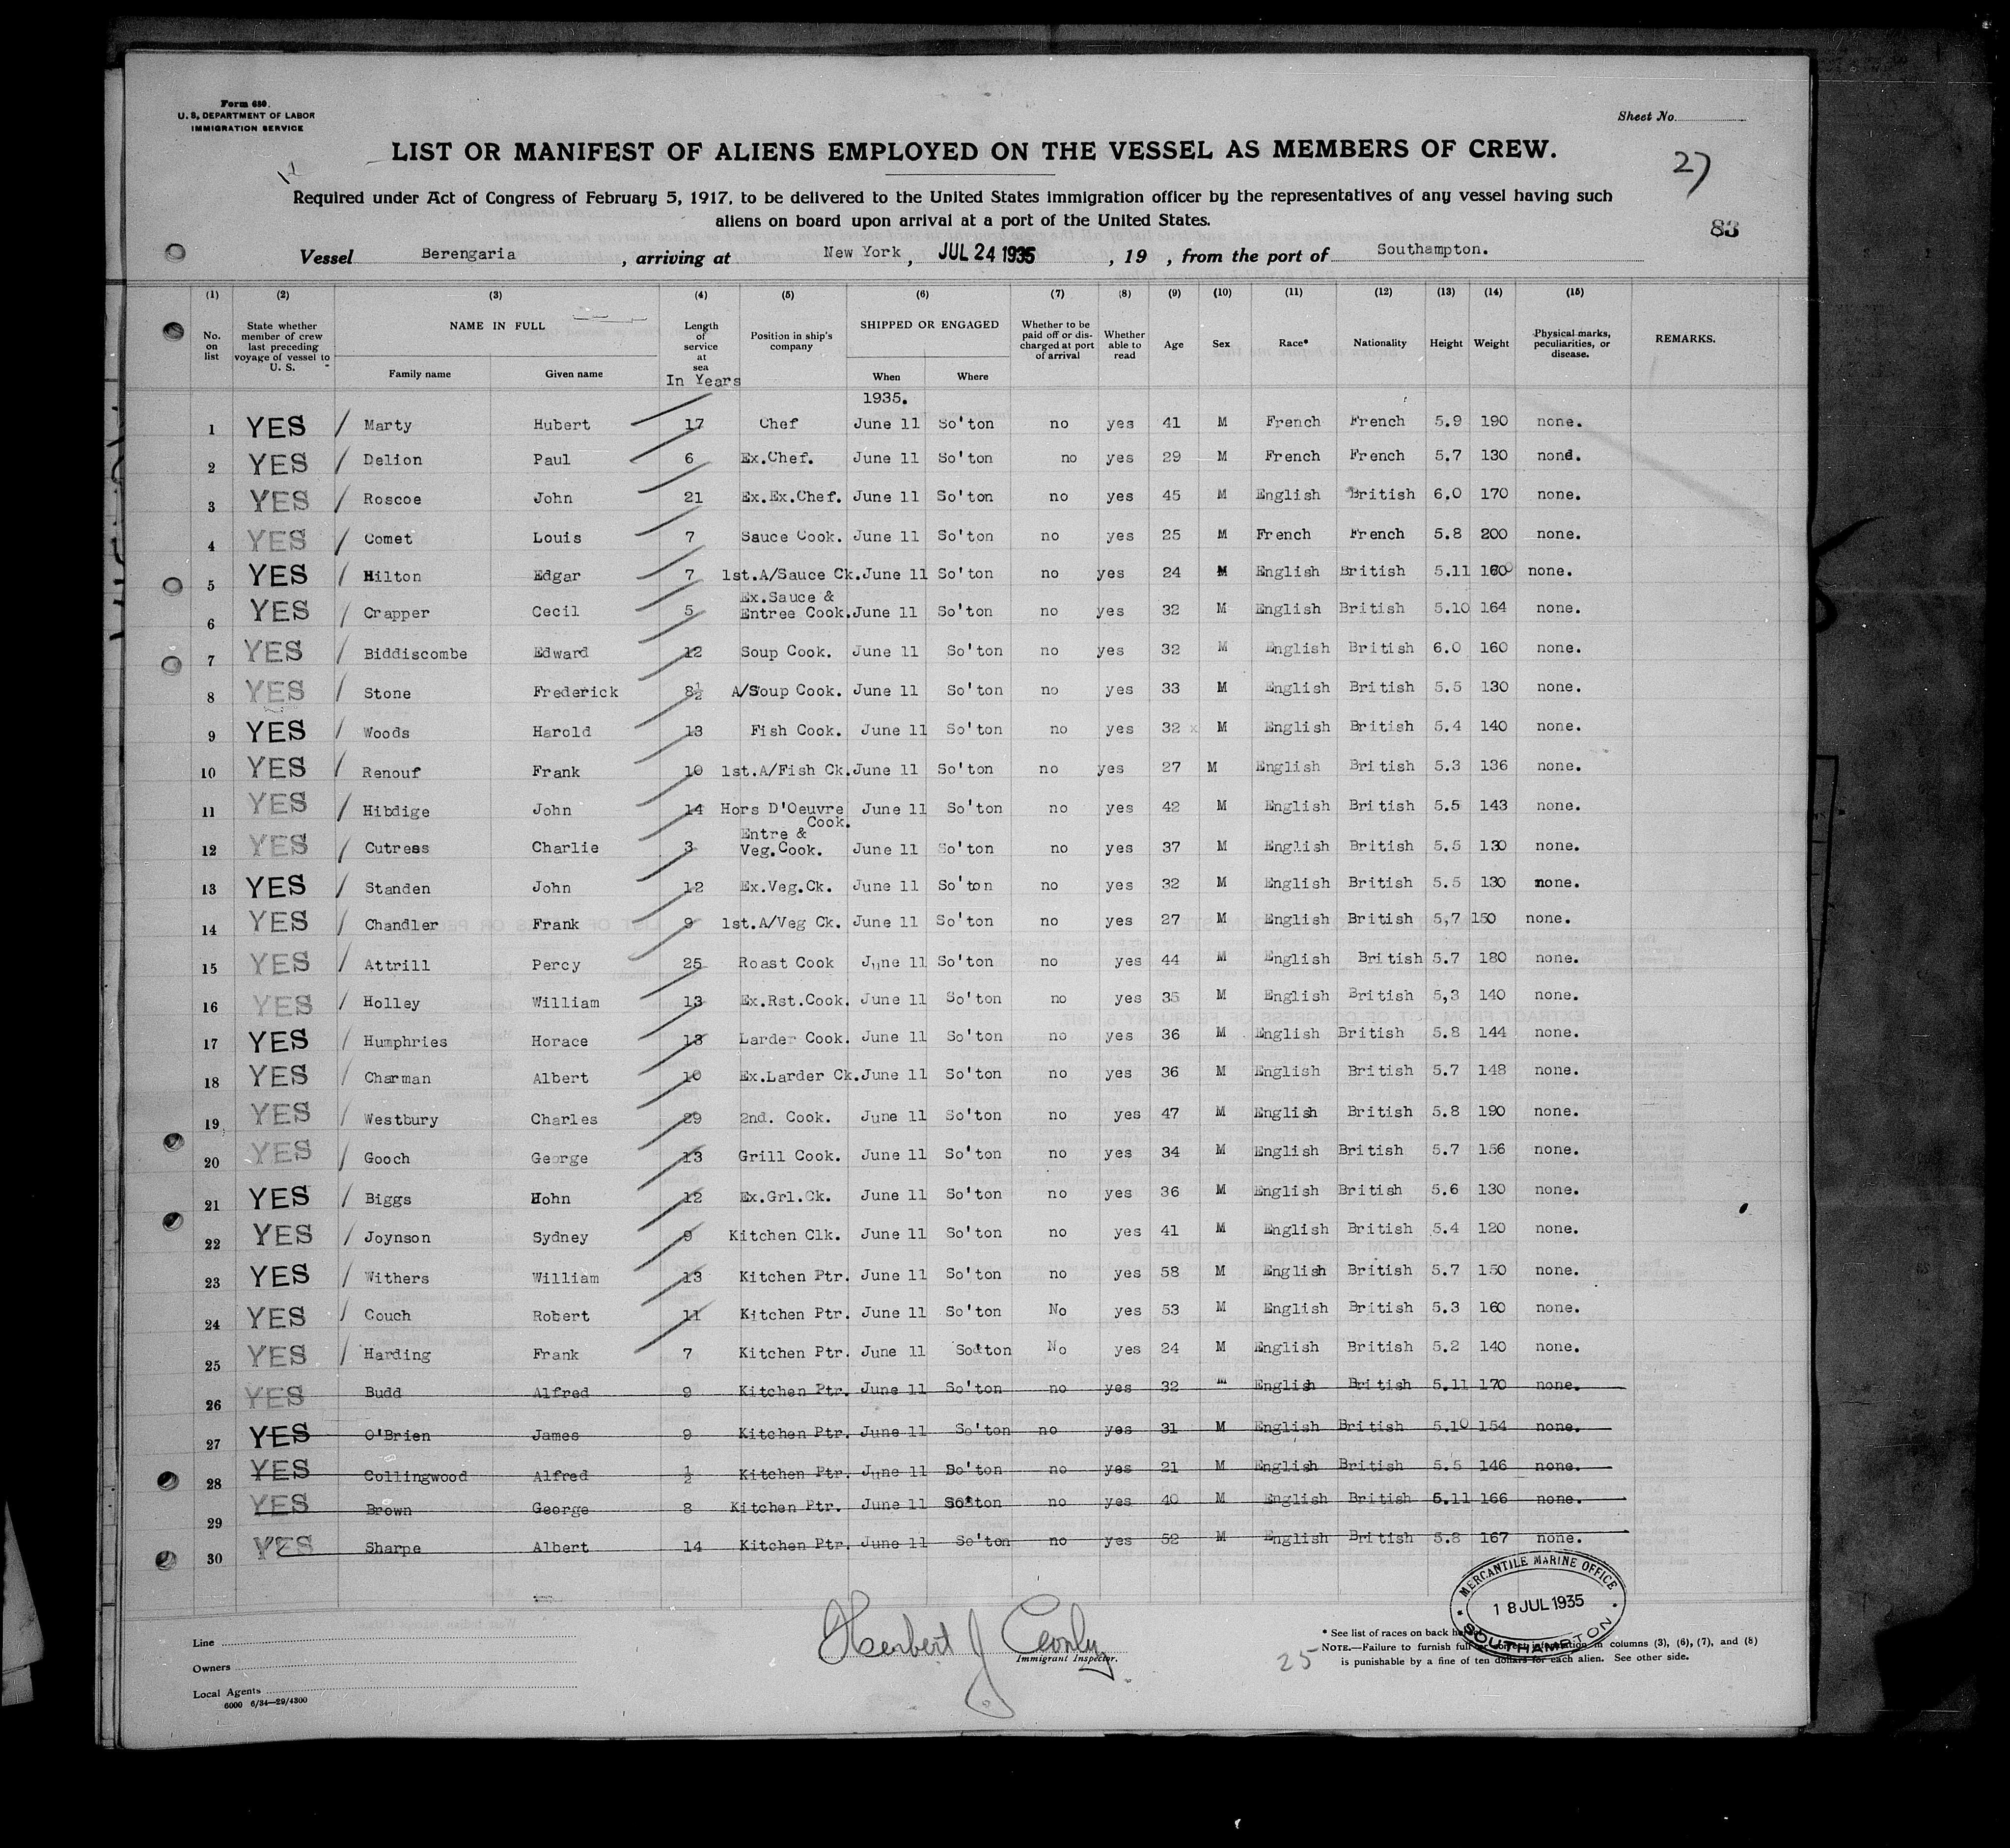 Form 680.
U. S. DEPARTMENT OF LABOR
IMMIGRATION SERVICE
Sheet No.
LIST OR MANIFEST OF ALIENS EMPLOYED ON THE VESSEL AS MEMBERS OF CREW.
27
Required under Act of Congress of February 5, 1917, to be delivered to the United States immigration officer by the representatives of any vessel having such
aliens on board upon arrival at a port of the United States.
83
Vessel Berengaria, arriving at New York, JUL 24 1935, 19 , from the port of Southampton.
(1) (2) (3) (4) (5) (6) (7) (8) (9) (10) (11) (12) (13) (14) (15)
No. on list
State whether member of crew last preceding voyage of vessel to U. S.
NAME IN FULL
Family name Given name
Length of service at sea
In Years
Position in ship's company
SHIPPED OR ENGAGED
When Where
Whether to be paid off or discharged at port of arrival
Whether able to read
Age
Sex
Race*
Nationality
Height
Weight
Physical marks, peculiarities, or disease.
REMARKS.
1935.
1 YES / Marty Hubert 17 Chef June 11 So'ton no yes 41 M French French 5.9 190 none.
2 YES / Delion Paul 6 Ex.Chef. June 11 So'ton no yes 29 M French French 5.7 130 none.
3 YES / Roscoe John 21 Ex.Ex.Chef. June 11 So'ton no yes 45 M English British 6.0 170 none.
4 YES / Comet Louis 7 Sauce Cook. June 11 So'ton no yes 25 M French French 5.8 200 none.
5 YES / Hilton Edgar 7 1st.A/Sauce Ck. June 11 So'ton no yes 24 M English British 5.11 160 none.
6 YES / Crapper Cecil 5 Ex.Sauce & Entree Cook. June 11 So'ton no yes 32 M English British 5.10 164 none.
7 YES / Biddiscombe Edward 12 Soup Cook. June 11 So'ton no yes 32 M English British 6.0 160 none.
8 YES / Stone Frederick 8½ A/Soup Cook. June 11 So'ton no yes 33 M English British 5.5 130 none.
9 YES / Woods Harold 13 Fish Cook. June 11 So'ton no yes 32 x M English British 5.4 140 none.
10 YES / Renouf Frank 10 1st.A/Fish Ck. June 11 So'ton no yes 27 M English British 5.3 136 none.
11 YES / Hibdige John 14 Hors D'Oeuvre Cook. June 11 So'ton no yes 42 M English British 5.5 143 none.
12 YES / Cutress Charlie 3 Entre & Veg.Cook. June 11 So'ton no yes 37 M English British 5.5 130 none.
13 YES / Standen John 12 Ex.Veg.Ck. June 11 So'ton no yes 32 M English British 5.5 130 none.
14 YES / Chandler Frank 9 1st.A/Veg Ck. June 11 So'ton no yes 27 M English British 5,7 150 none.
15 YES / Attrill Percy 25 Roast Cook June 11 So'ton no yes 44 M English British 5.7 180 none.
16 YES / Holley William 13 Ex.Rst.Cook. June 11 So'ton no yes 35 M English British 5,3 140 none.
17 YES / Humphries Horace 13 Larder Cook. June 11 So'ton no yes 36 M English British 5.8 144 none.
18 YES / Charman Albert 10 Ex.Larder Ck. June 11 So'ton no yes 36 M English British 5.7 148 none.
19 YES / Westbury Charles 29 2nd. Cook. June 11 So'ton no yes 47 M English British 5.8 190 none.
20 YES / Gooch George 13 Grill Cook. June 11 So'ton no yes 34 M English British 5.7 156 none.
21 YES / Biggs Hohn 12 Ex.Grl.Ck. June 11 So'ton no yes 36 M English British 5.6 130 none.
22 YES / Joynson Sydney 9 Kitchen Clk. June 11 So'ton no yes 41 M English British 5.4 120 none.
23 YES / Withers William 13 Kitchen Ptr. June 11 So'ton no yes 58 M English British 5.7 150 none.
24 YES / Couch Robert 11 Kitchen Ptr. June 11 So'ton No yes 53 M English British 5.3 160 none.
25 YES / Harding Frank 7 Kitchen Ptr. June 11 So'ton No yes 24 M English British 5.2 140 none.
26 YES Budd Alfred 9 Kitchen Ptr. June 11 So'ton no yes 32 m English British 5.11 170 none.
27 YES O'Brien James 9 Kitchen Ptr. June 11 So'ton no yes 31 M English British 5.10 154 none.
28 YES Collingwood Alfred ½ Kitchen Ptr. June 11 So'ton no yes 21 M English British 5.5 146 none.
29 YES Brown George 8 Kitchen Ptr. June 11 So'ton no yes 40 M English British 5.11 166 none.
30 YES Sharpe Albert 14 Kitchen Ptr. June 11 So'ton no yes 52 M English British 5.8 167 none.
MERCANTILE MARINE OFFICE
18 JUL 1935
SOUTHAMPTON
Line
Owners
Local Agents
6000 6/34—29/4300
Herbert J
Immigrant Inspector.
25
* See list of races on back hereof.
NOTE.—Failure to furnish full or correct information in columns (3), (6), (7), and (8)
is punishable by a fine of ten dollars for each alien. See other side.